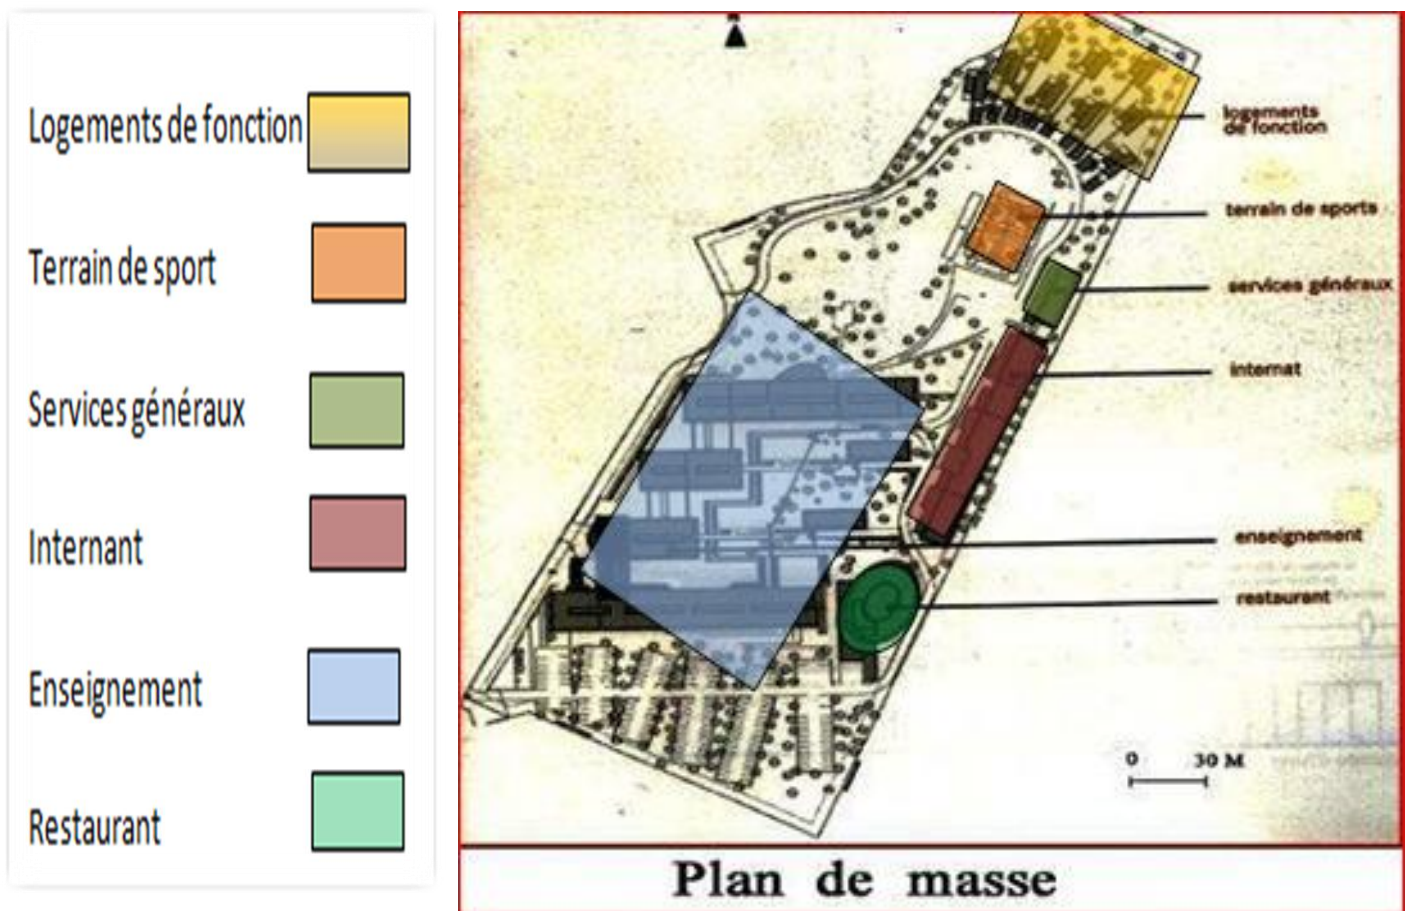 Logements de fonction
Terrain de sport
Services généraux
Internant
Enseignement
Restaurant
logements
de fonction
terrain de sports
services généraux
internat
enseignement
restaurant
0 30 M
Plan de masse